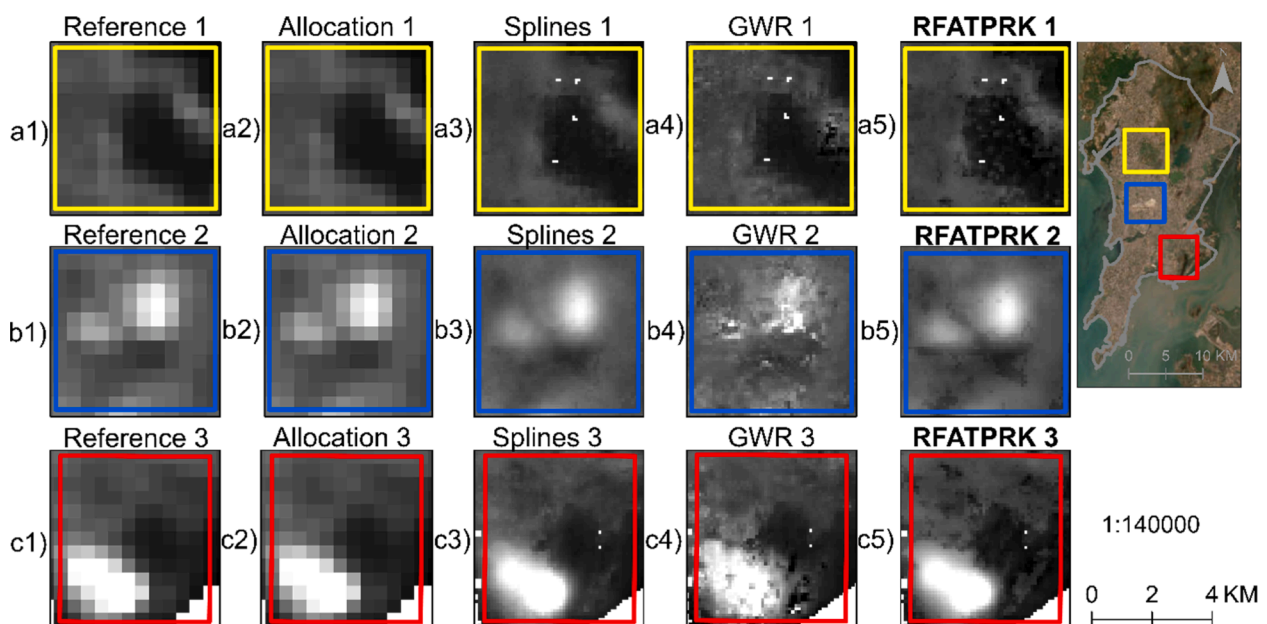 Reference 1 Allocation 1 Splines 1 GWR 1 RFATPRK 1
a1) a2) a3) a4) a5)
N
Reference 2 Allocation 2 Splines 2 GWR 2 RFATPRK 2
b1) b2) b3) b4) b5)
0 5 10 KM
Reference 3 Allocation 3 Splines 3 GWR 3 RFATPRK 3
c1) c2) c3) c4) c5)
1:140000
0 2 4 KM